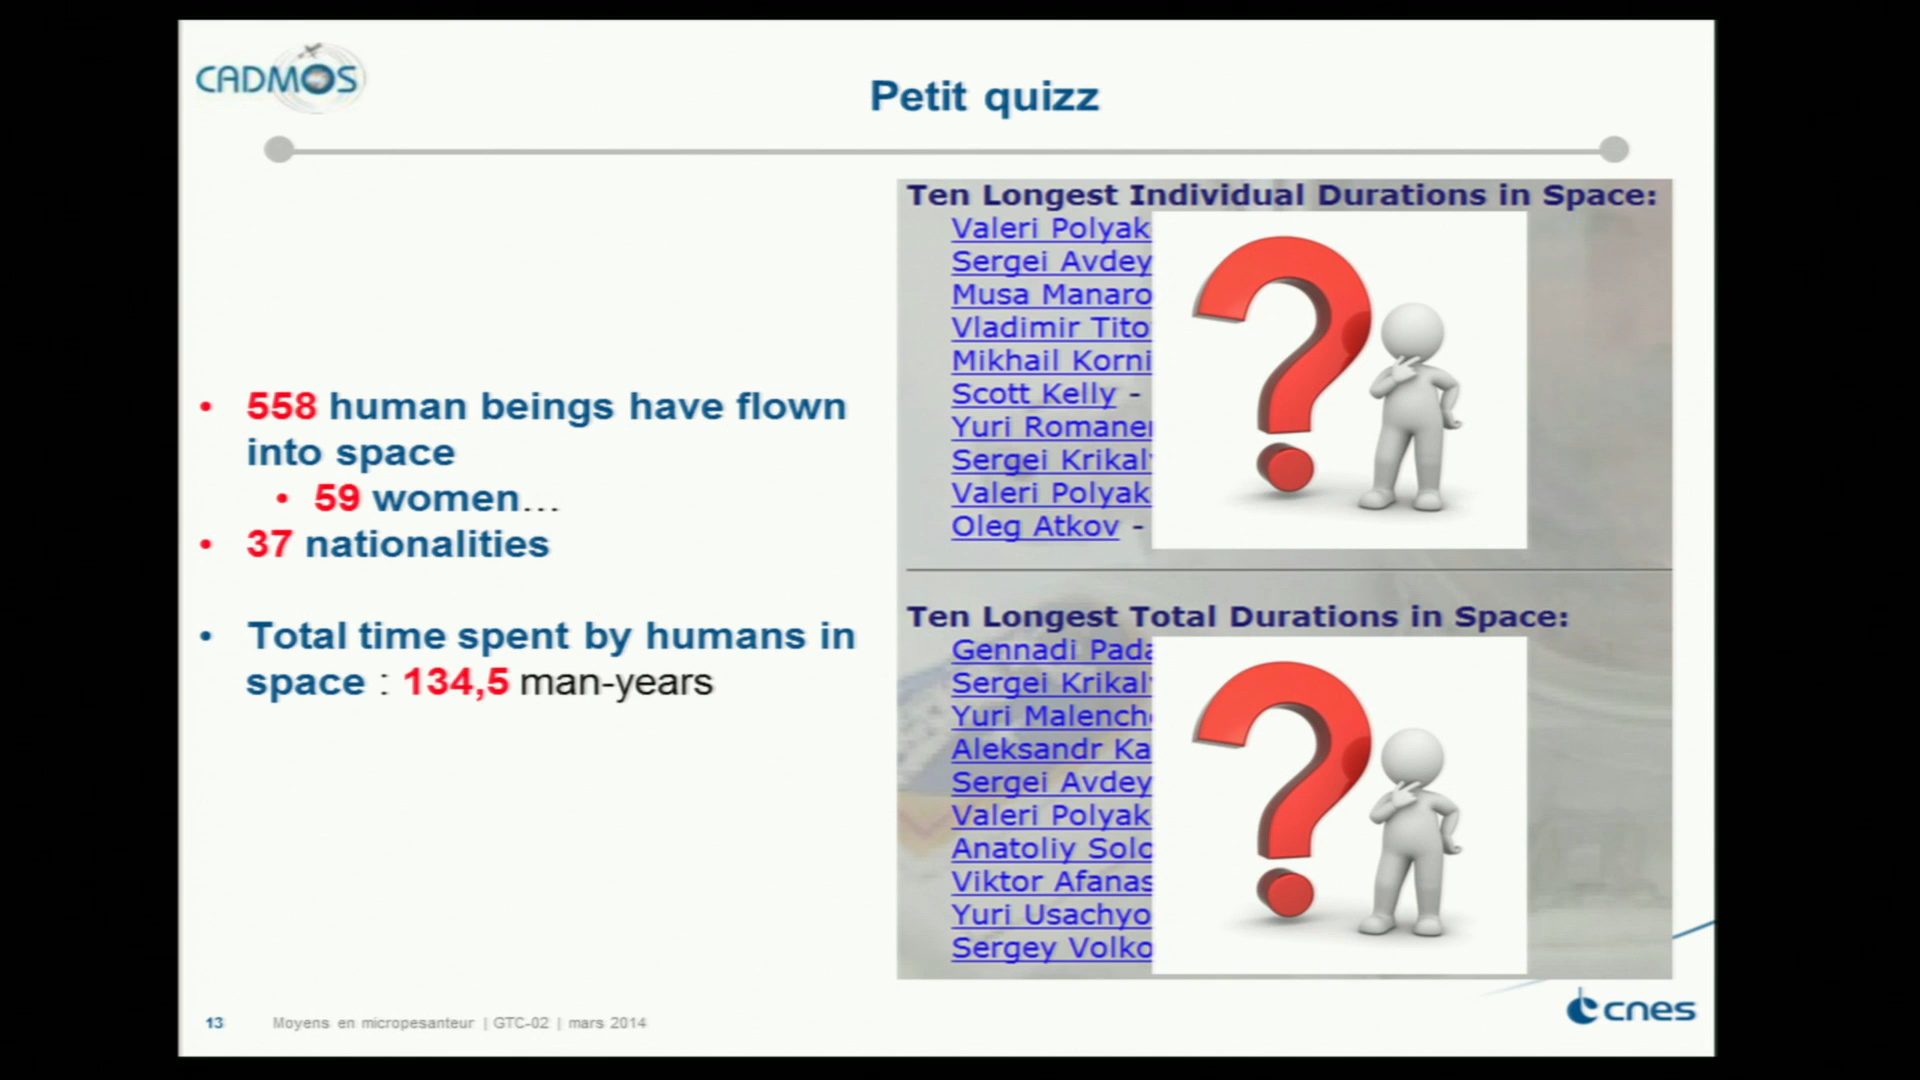 CADMOS
Petit quizz
558 human beings have flown
into space
59 women...
37 nationalities
Total time spent by humans in
space : 134,5 man-years
Ten Longest Individual Durations in Space:
Valeri Polyak
Sergei Avdey
Musa Manaro
Vladimir Tito
Mikhail Korni
Scott Kelly -
Yuri Romane
Sergei Krikal
Valeri Polyak
Oleg Atkov -
Ten Longest Total Durations in Space:
Gennadi Pada
Sergei Krikal
Yuri Malench
Aleksandr Ka
Sergei Avdey
Valeri Polyak
Anatoliy Solo
Viktor Afanas
Yuri Usachyo
Sergey Volko
13 Moyens en micropesanteur | GTC-02 | mars 2014
cnes